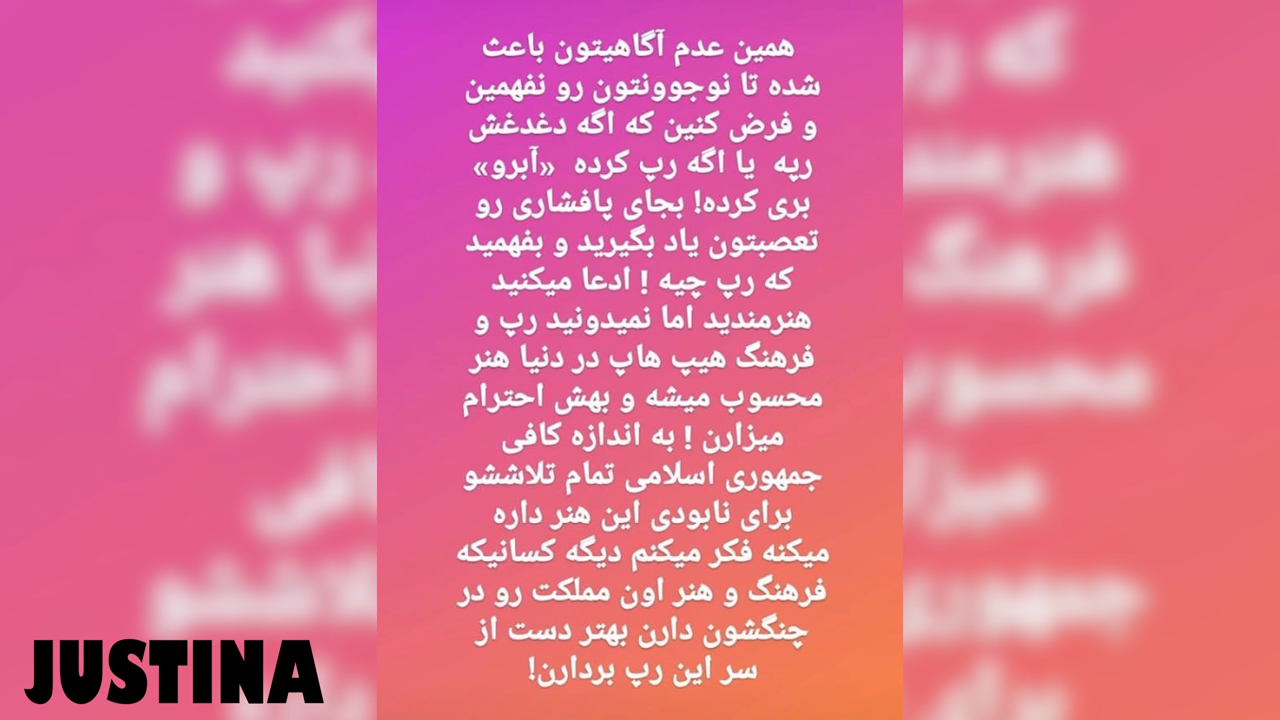 همین عدم آگاهیتون باعث
شده تا نوجوونتون رو نفهمین
و فرض کنین که اگه دغدغش
رپه یا اگه رپ کرده «آبرو»
بری کرده! بجای پافشاری رو
تعصبتون یاد بگیرید و بفهمید
که رپ چیه ! ادعا میکنید
هنرمندید اما نمیدونید رپ و
فرهنگ هیپ هاپ در دنیا هنر
محسوب میشه و بهش احترام
میزارن ! به اندازه کافی
جمهوری اسلامی تمام تلاششو
برای نابودی این هنر داره
میکنه فکر میکنم دیگه کسانیکه
فرهنگ و هنر اون مملکت رو در
چنگشون دارن بهتر دست از
سر این رپ بردارن!
JUSTINA